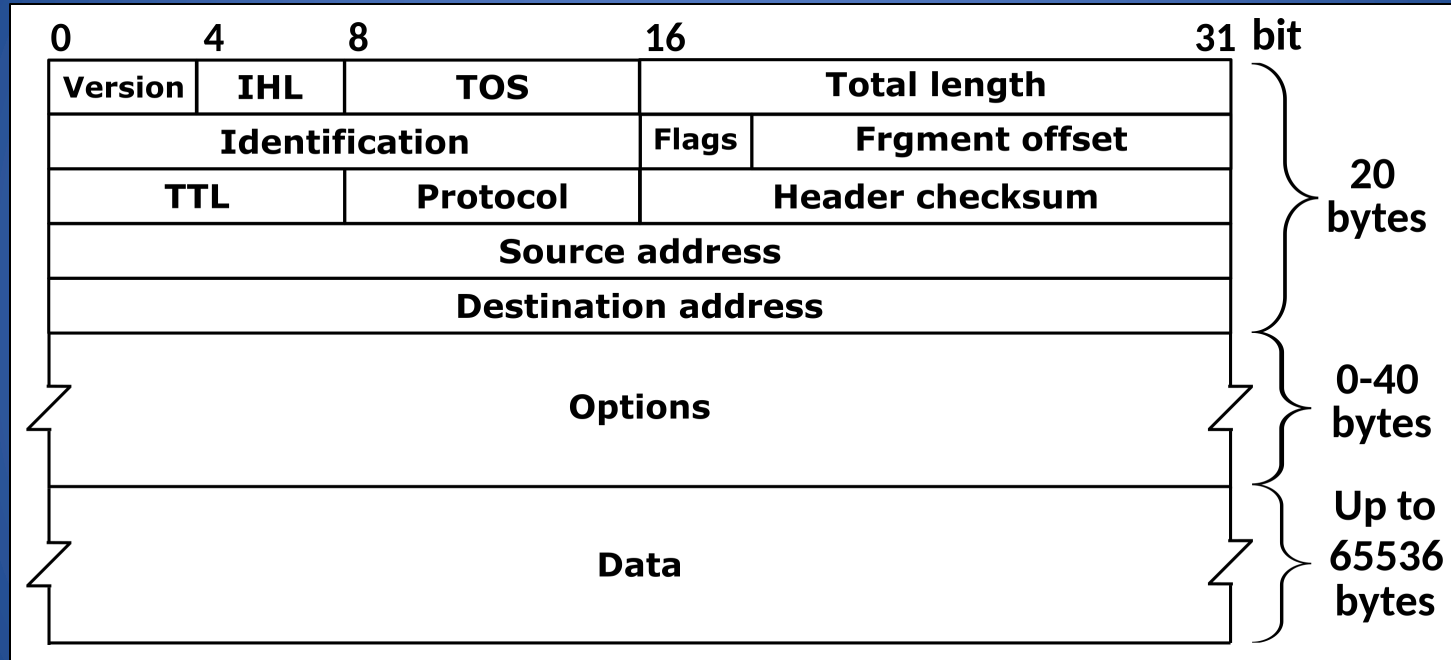 0 4 8 16 31 bit
Version IHL TOS Total length
Identification Flags Frgment offset
TTL Protocol Header checksum
Source address
Destination address
20
bytes
Options
0-40
bytes
Data
Up to
65536
bytes